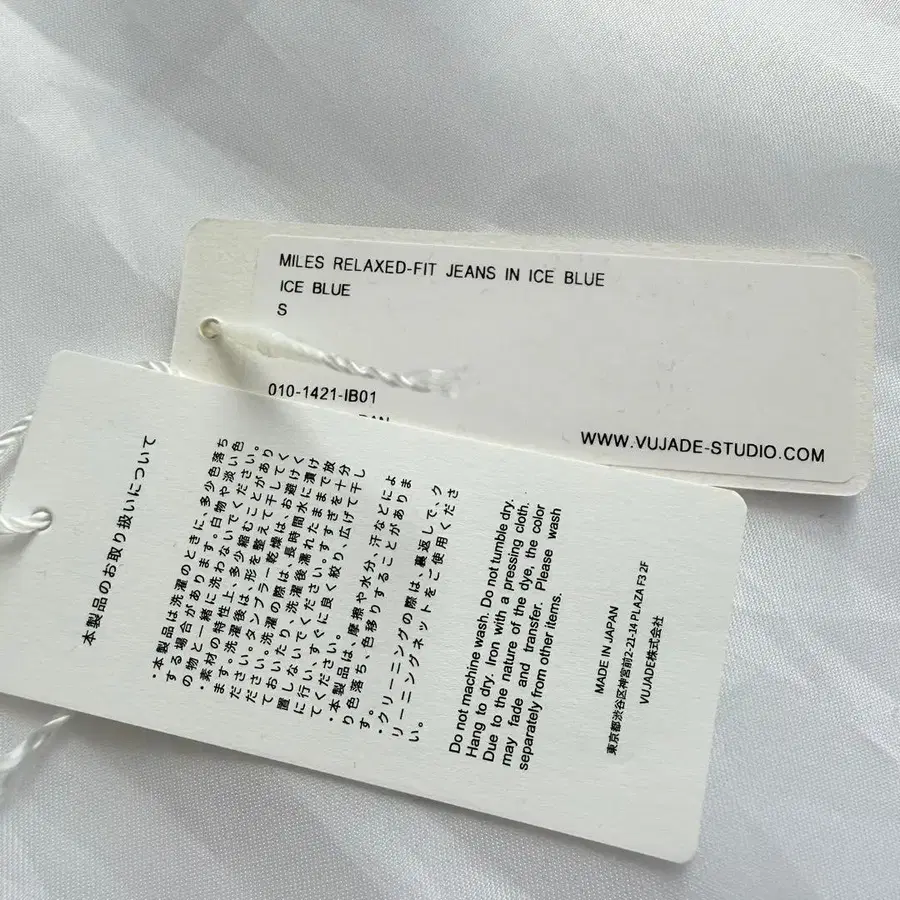 MILES RELAXED-FIT JEANS IN ICE BLUE
ICE BLUE
S
010-1421-IB01
WWW.VUJADE-STUDIO.COM
本製品のお取り扱いについて
・本製品は洗濯のときに、多少色落ち
する場合があります。白物や淡い色
の物と一緒に洗わないでください。
・素材の特性上、多少縮むことがあり
ます。洗濯後は、形を整えて干してく
ださい。タンブラー乾燥は、お避けく
ださい。洗濯の際は、長時間水に漬け
ておいたり、洗濯後濡れたままで放
置しないでください。すすぎを十分
に行い、すぐに良く絞り、広げて干し
てください。
・本製品は、摩擦や水分、汗などによ
り色落ち、色移りすることがありま
す。
・クリーニングの際は、裏返しで、ク
リーニングネットをご使用くださ
い。
Do not machine wash. Do not tumble dry.
Hang to dry. Iron with a pressing cloth.
Due to the nature of the dye, the color
may fade and transfer. Please wash
separately from other items.
MADE IN JAPAN
東京都渋谷区神宮前2-21-14 PLAZA F3 2F
VUJADE株式会社